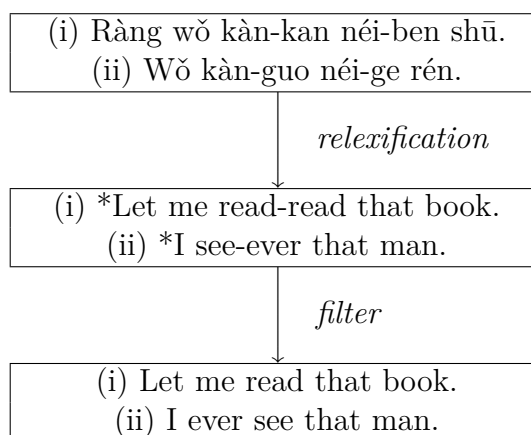 (i) Ràng wǒ kàn-kan néi-ben shū.
(ii) Wǒ kàn-guo néi-ge rén.
relexification
(i) *Let me read-read that book.
(ii) *I see-ever that man.
filter
(i) Let me read that book.
(ii) I ever see that man.